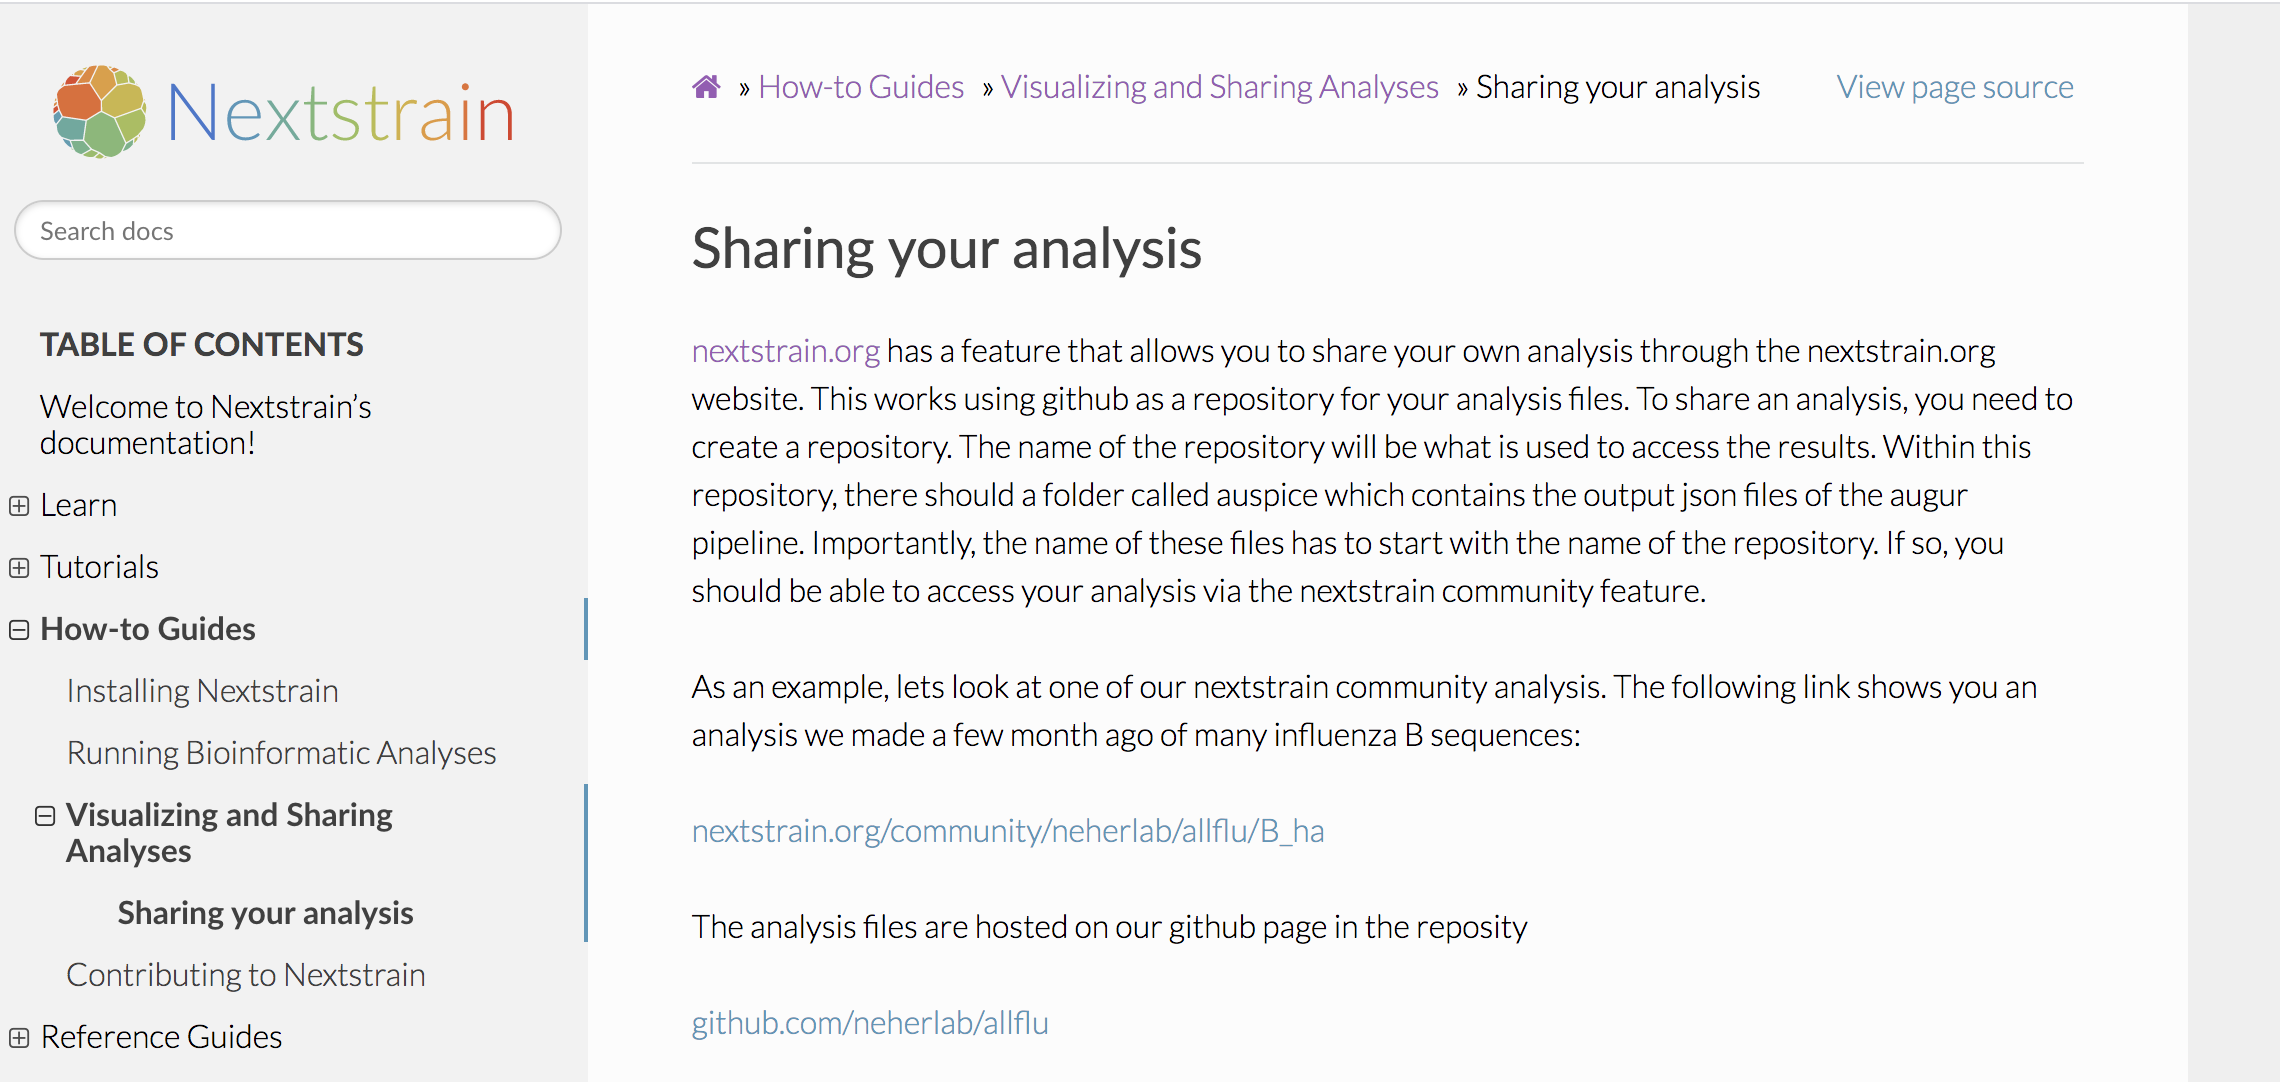 Nextstrain
Search docs
TABLE OF CONTENTS
Welcome to Nextstrain’s
documentation!
Learn
Tutorials
How-to Guides
Installing Nextstrain
Running Bioinformatic Analyses
Visualizing and Sharing
Analyses
Sharing your analysis
Contributing to Nextstrain
Reference Guides
» How-to Guides » Visualizing and Sharing Analyses » Sharing your analysis View page source
Sharing your analysis
nextstrain.org has a feature that allows you to share your own analysis through the nextstrain.org
website. This works using github as a repository for your analysis files. To share an analysis, you need to
create a repository. The name of the repository will be what is used to access the results. Within this
repository, there should a folder called auspice which contains the output json files of the augur
pipeline. Importantly, the name of these files has to start with the name of the repository. If so, you
should be able to access your analysis via the nextstrain community feature.
As an example, lets look at one of our nextstrain community analysis. The following link shows you an
analysis we made a few month ago of many influenza B sequences:
nextstrain.org/community/neherlab/allflu/B_ha
The analysis files are hosted on our github page in the reposity
github.com/neherlab/allflu